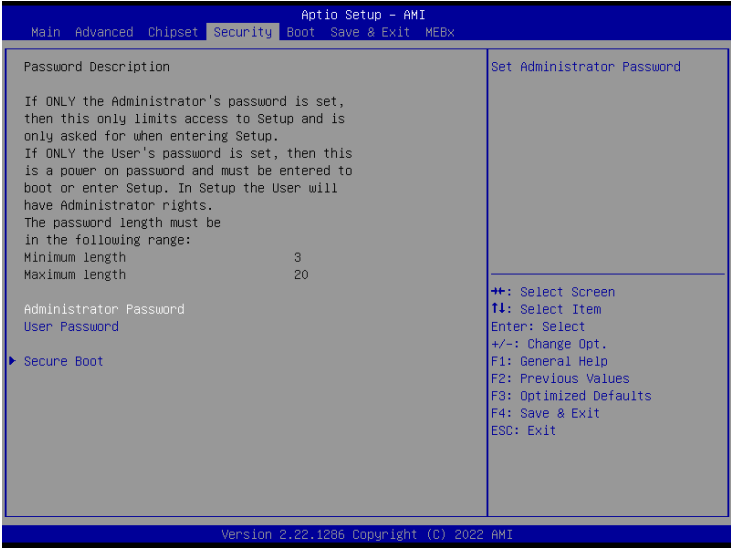 Aptio Setup - AMI
Main Advanced Chipset Security Boot Save & Exit MEBx
Password Description
If ONLY the Administrator's password is set,
then this only limits access to Setup and is
only asked for when entering Setup.
If ONLY the User's password is set, then this
is a power on password and must be entered to
boot or enter Setup. In Setup the User will
have Administrator rights.
The password length must be
in the following range:
Minimum length 3
Maximum length 20
Administrator Password
User Password
Secure Boot
Set Administrator Password
→←: Select Screen
↑↓: Select Item
Enter: Select
+/-: Change Opt.
F1: General Help
F2: Previous Values
F3: Optimized Defaults
F4: Save & Exit
ESC: Exit
Version 2.22.1286 Copyright (C) 2022 AMI